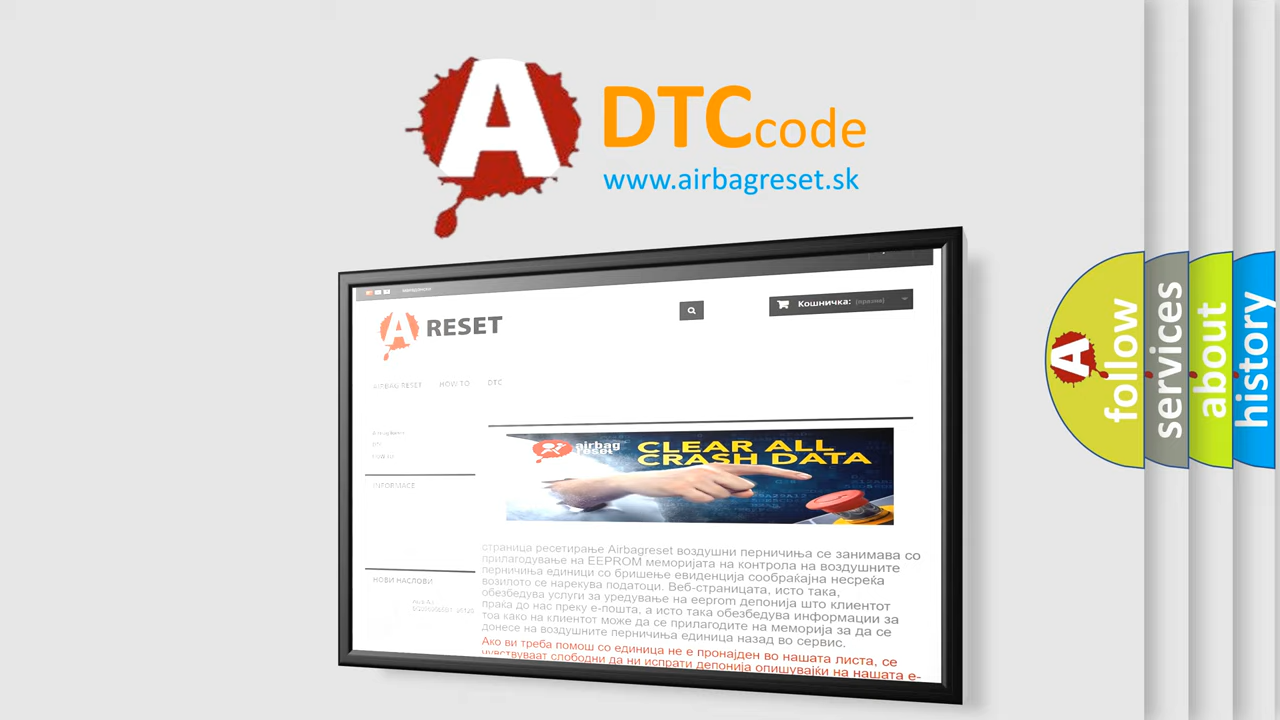 A DTC code
www.airbagreset.sk
A RESET
Кошничка: (празни)
AIRBAG RESET HOW TO DTC
INFORMACE
airbag
reset
CLEAR ALL
CRASH DATA
страница ресетирање Airbagreset воздушни перничиња се занимава со
прилагодување на EEPROM меморијата на контрола на воздушните
перничиња единици со бришење евиденција сообраќајна несреќа
возилото се нарекува податоци. Веб-страницата, исто така,
обезбедува услуги за уредување на eeprom депонија што клиентот
праќа до нас преку е-пошта, а исто така обезбедува информации за
тоа како на клиентот може да се прилагодите на меморија за да се
донесе на воздушните перничиња единица назад во сервис.
Ако ви треба помош со единица не е пронајден во нашата листа, се
чувствуваат слободни да ни испрати депонија опишувајќи на нашата е-
НОВИ НАСЛОВИ
A follow
services
about
history